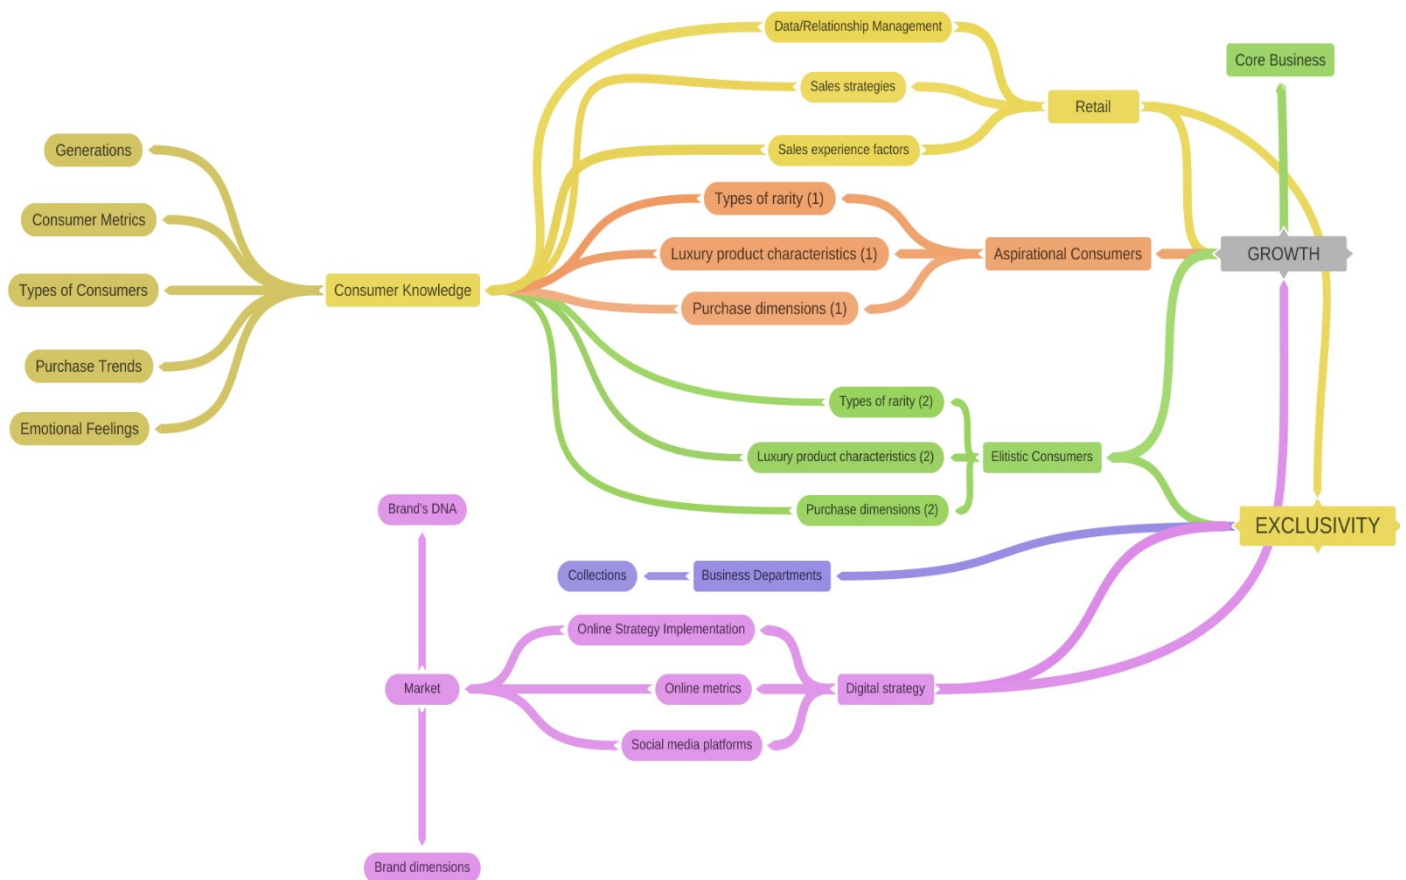 Data/Relationship Management
Core Business
Sales strategies
Retail
Generations
Sales experience factors
Types of rarity (1)
Consumer Metrics
Luxury product characteristics (1)
Aspirational Consumers
GROWTH
Types of Consumers
Consumer Knowledge
Purchase dimensions (1)
Purchase Trends
Types of rarity (2)
Emotional Feelings
Luxury product characteristics (2)
Elitistic Consumers
Brand's DNA
Purchase dimensions (2)
EXCLUSIVITY
Collections
Business Departments
Online Strategy Implementation
Market
Online metrics
Digital strategy
Social media platforms
Brand dimensions